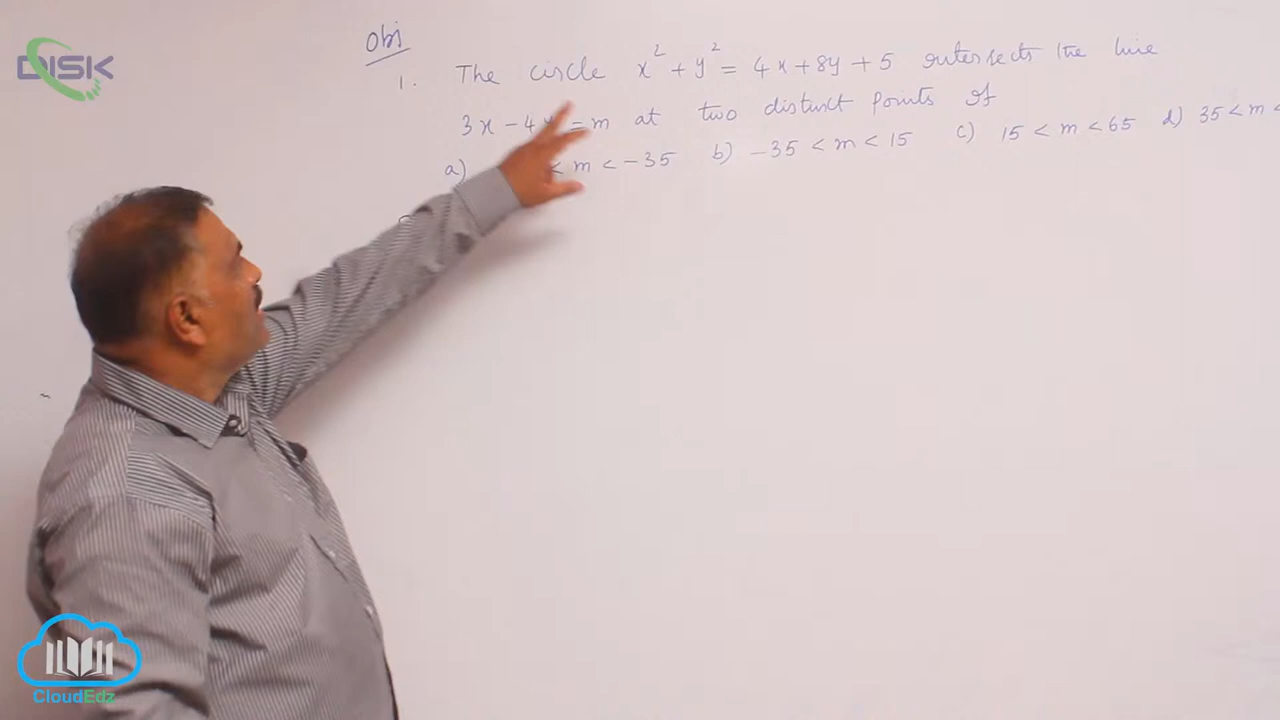 DISK
Obj
1. The circle x² + y² = 4x + 8y + 5 intersects the line
3x - 4y = m at two distinct points if
a) < m < -35 b) -35 < m < 15 c) 15 < m < 65 d) 35 < m <
CloudEdz